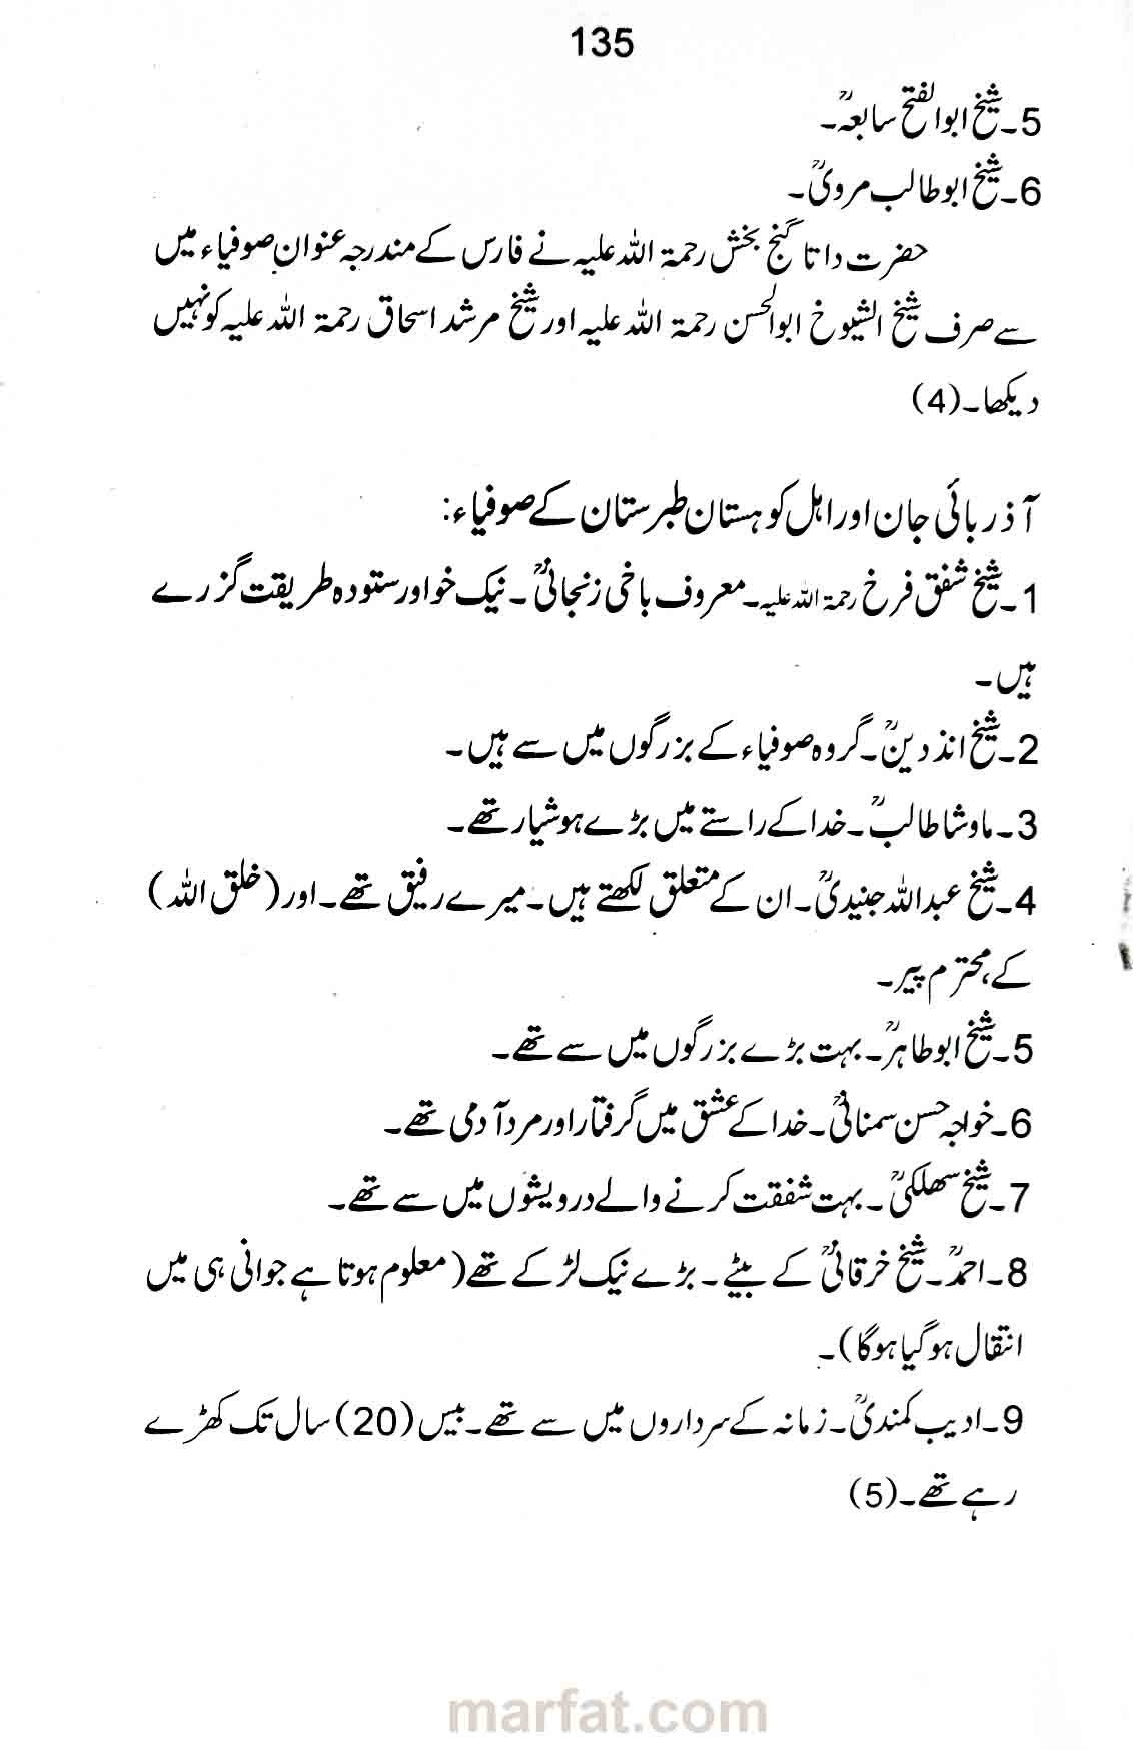 135
5۔شیخ ابوالفتح سابعہؒ۔
6۔شیخ ابو طالب مرویؒ۔
حضرت داتا گنج بخش رحمۃ اللہ علیہ نے فارس کے مندرجہ عنوان صوفیاء میں
سے صرف شیخ الشیوخ ابوالحسن رحمۃ اللہ علیہ اور شیخ مرشد اسحاق رحمۃ اللہ علیہ کو نہیں
دیکھا۔(4)
آذر بائی جان اور اہل کوہستان طبرستان کے صوفیاء:
1۔شیخ شفق فرخ رحمۃ اللہ علیہ۔معروف باخی زنجانیؒ۔نیک خو اور ستودہ طریقت گزرے
ہیں۔
2۔شیخ انذدینؒ۔گروہ صوفیاء کے بزرگوں میں سے ہیں۔
3۔ماوشا طالبؒ۔خدا کے راستے میں بڑے ہوشیار تھے۔
4۔شیخ عبداللہ جنیدیؒ۔ان کے متعلق لکھتے ہیں۔میرے رفیق تھے۔اور (خلق اللہ)
کے محترم پیر۔
5۔شیخ ابو طاہرؒ۔بہت بڑے بزرگوں میں سے تھے۔
6۔خواجہ حسن سمنانیؒ۔خدا کے عشق میں گرفتار اور مرد آدمی تھے۔
7۔شیخ سھلکیؒ۔بہت شفقت کرنے والے درویشوں میں سے تھے۔
8۔احمدؒ۔شیخ خرقانیؒ کے بیٹے۔بڑے نیک لڑکے تھے (معلوم ہوتا ہے جوانی ہی میں
انتقال ہو گیا ہوگا)۔
9۔ادیب کمندیؒ۔زمانہ کے سرداروں میں سے تھے۔بیس (20) سال تک کھڑے
رہے تھے۔(5)
marfat.com